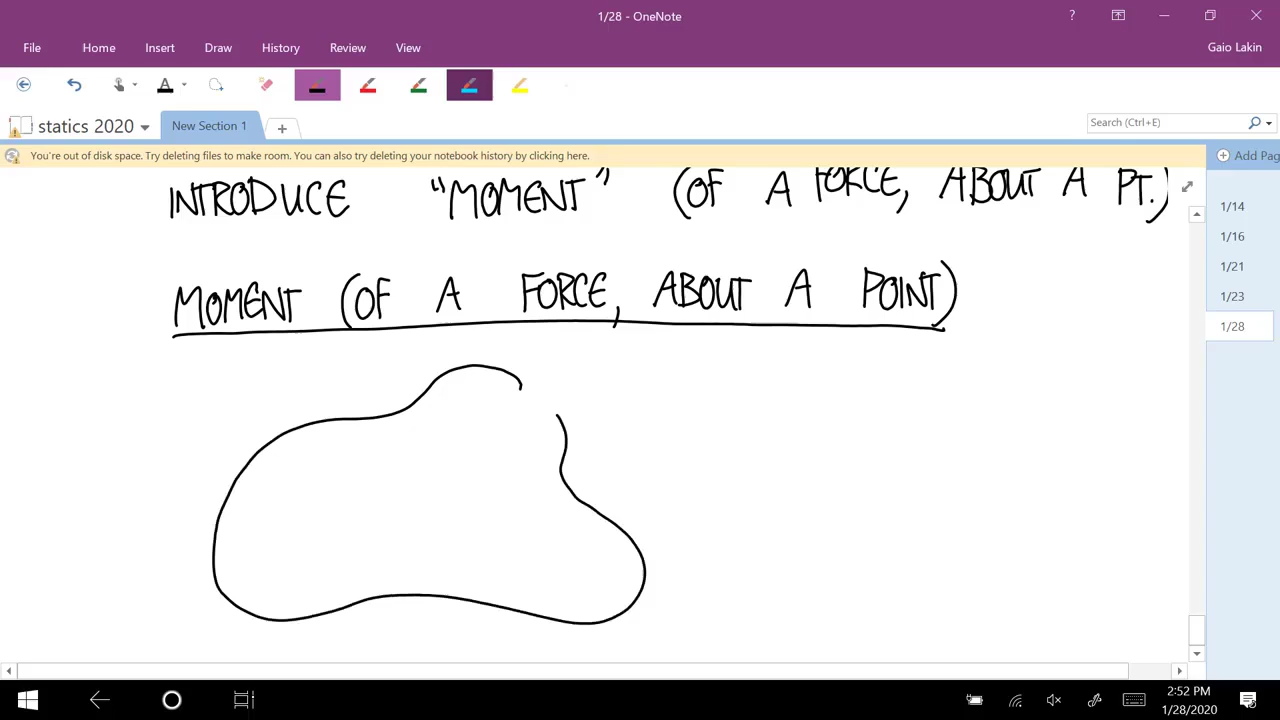 1/28 - OneNote
?
File Home Insert Draw History Review View Gaio Lakin
A A
statics 2020 New Section 1 + Search (Ctrl+E)
You're out of disk space. Try deleting files to make room. You can also try deleting your notebook history by clicking here. Add Pag
INTRODUCE "MOMENT" (OF A FORCE, ABOUT A PT.)
MOMENT (OF A FORCE, ABOUT A POINT)
1/14
1/16
1/21
1/23
1/28
2:52 PM
1/28/2020